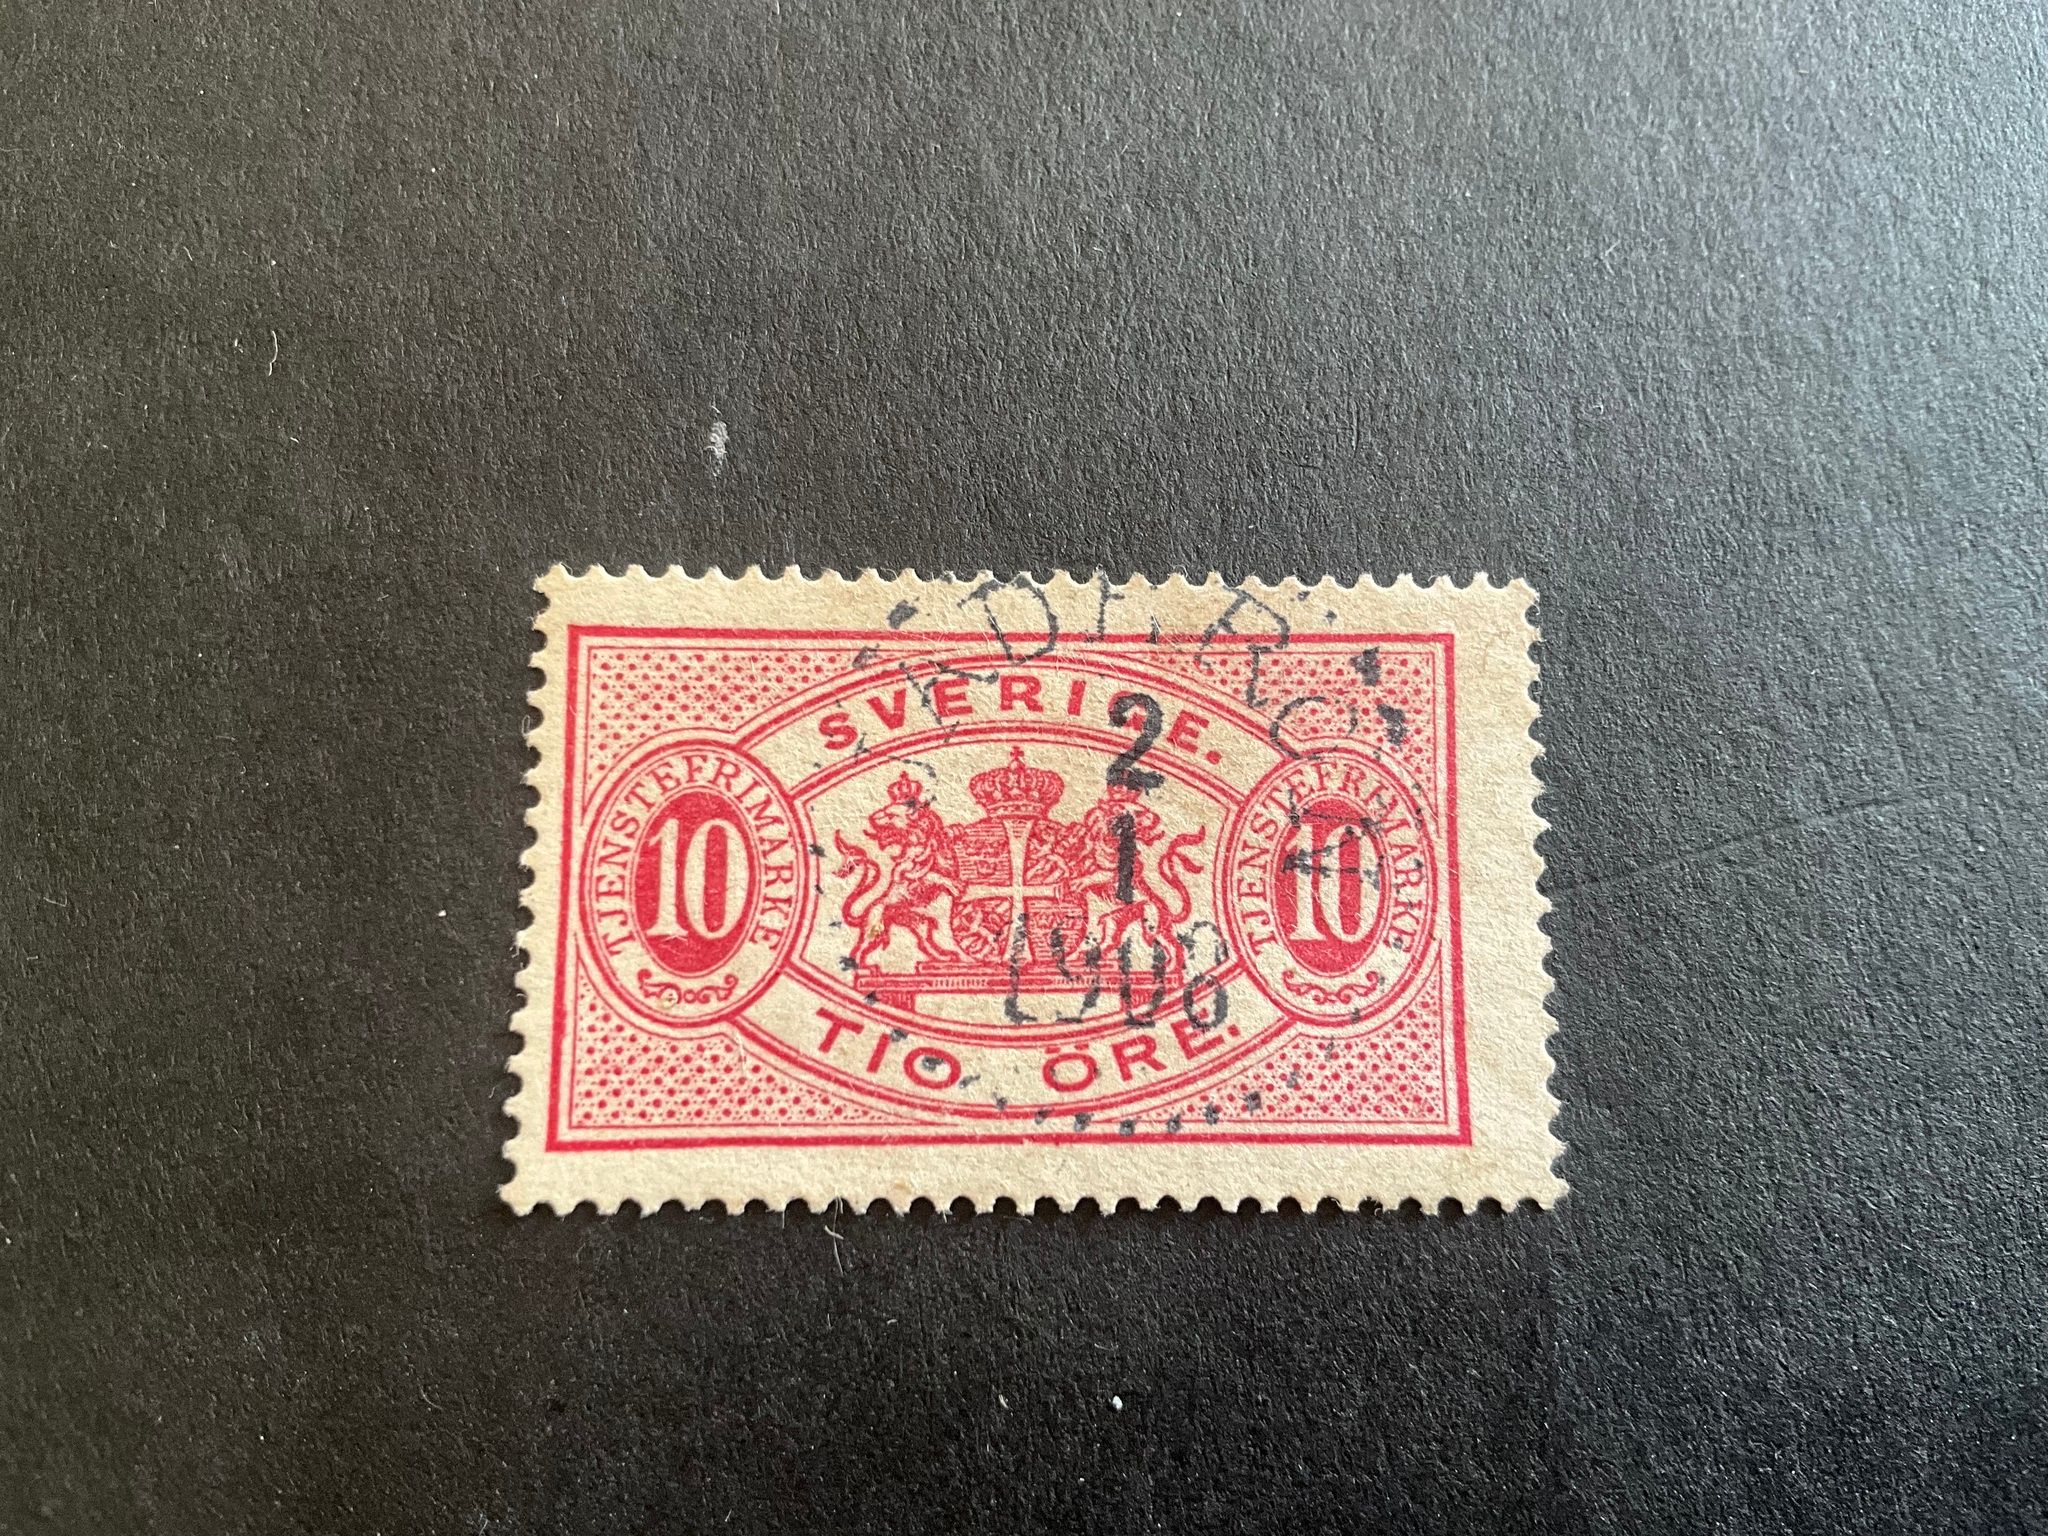 SVERIGE.
TJENSTEFRIMARKE
10
TJENSTEFRIMARKE
10
TIO ÖRE.
2
1